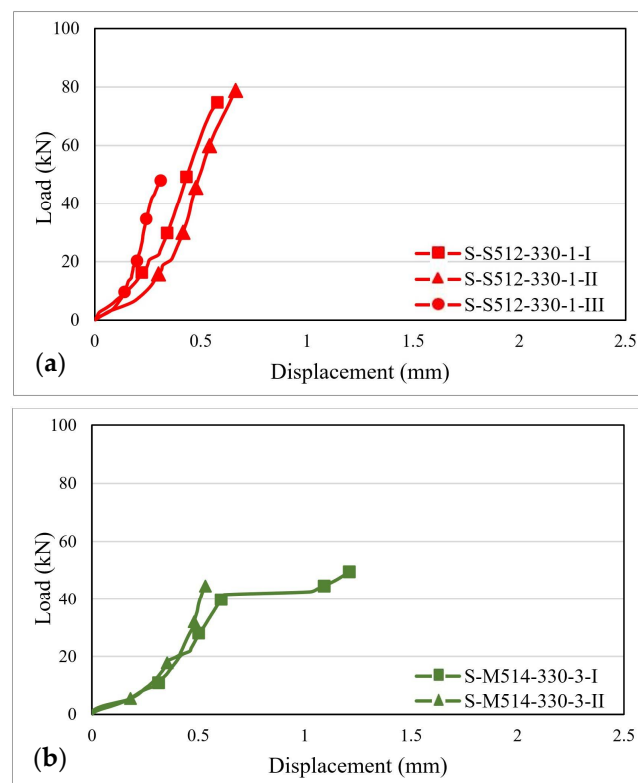 100
80
60
40
20
0
Load (kN)
S-S512-330-1-I
S-S512-330-1-II
S-S512-330-1-III
0 0.5 1 1.5 2 2.5
(a)
Displacement (mm)
100
80
60
40
20
0
Load (kN)
S-M514-330-3-I
S-M514-330-3-II
0 0.5 1 1.5 2 2.5
(b)
Displacement (mm)